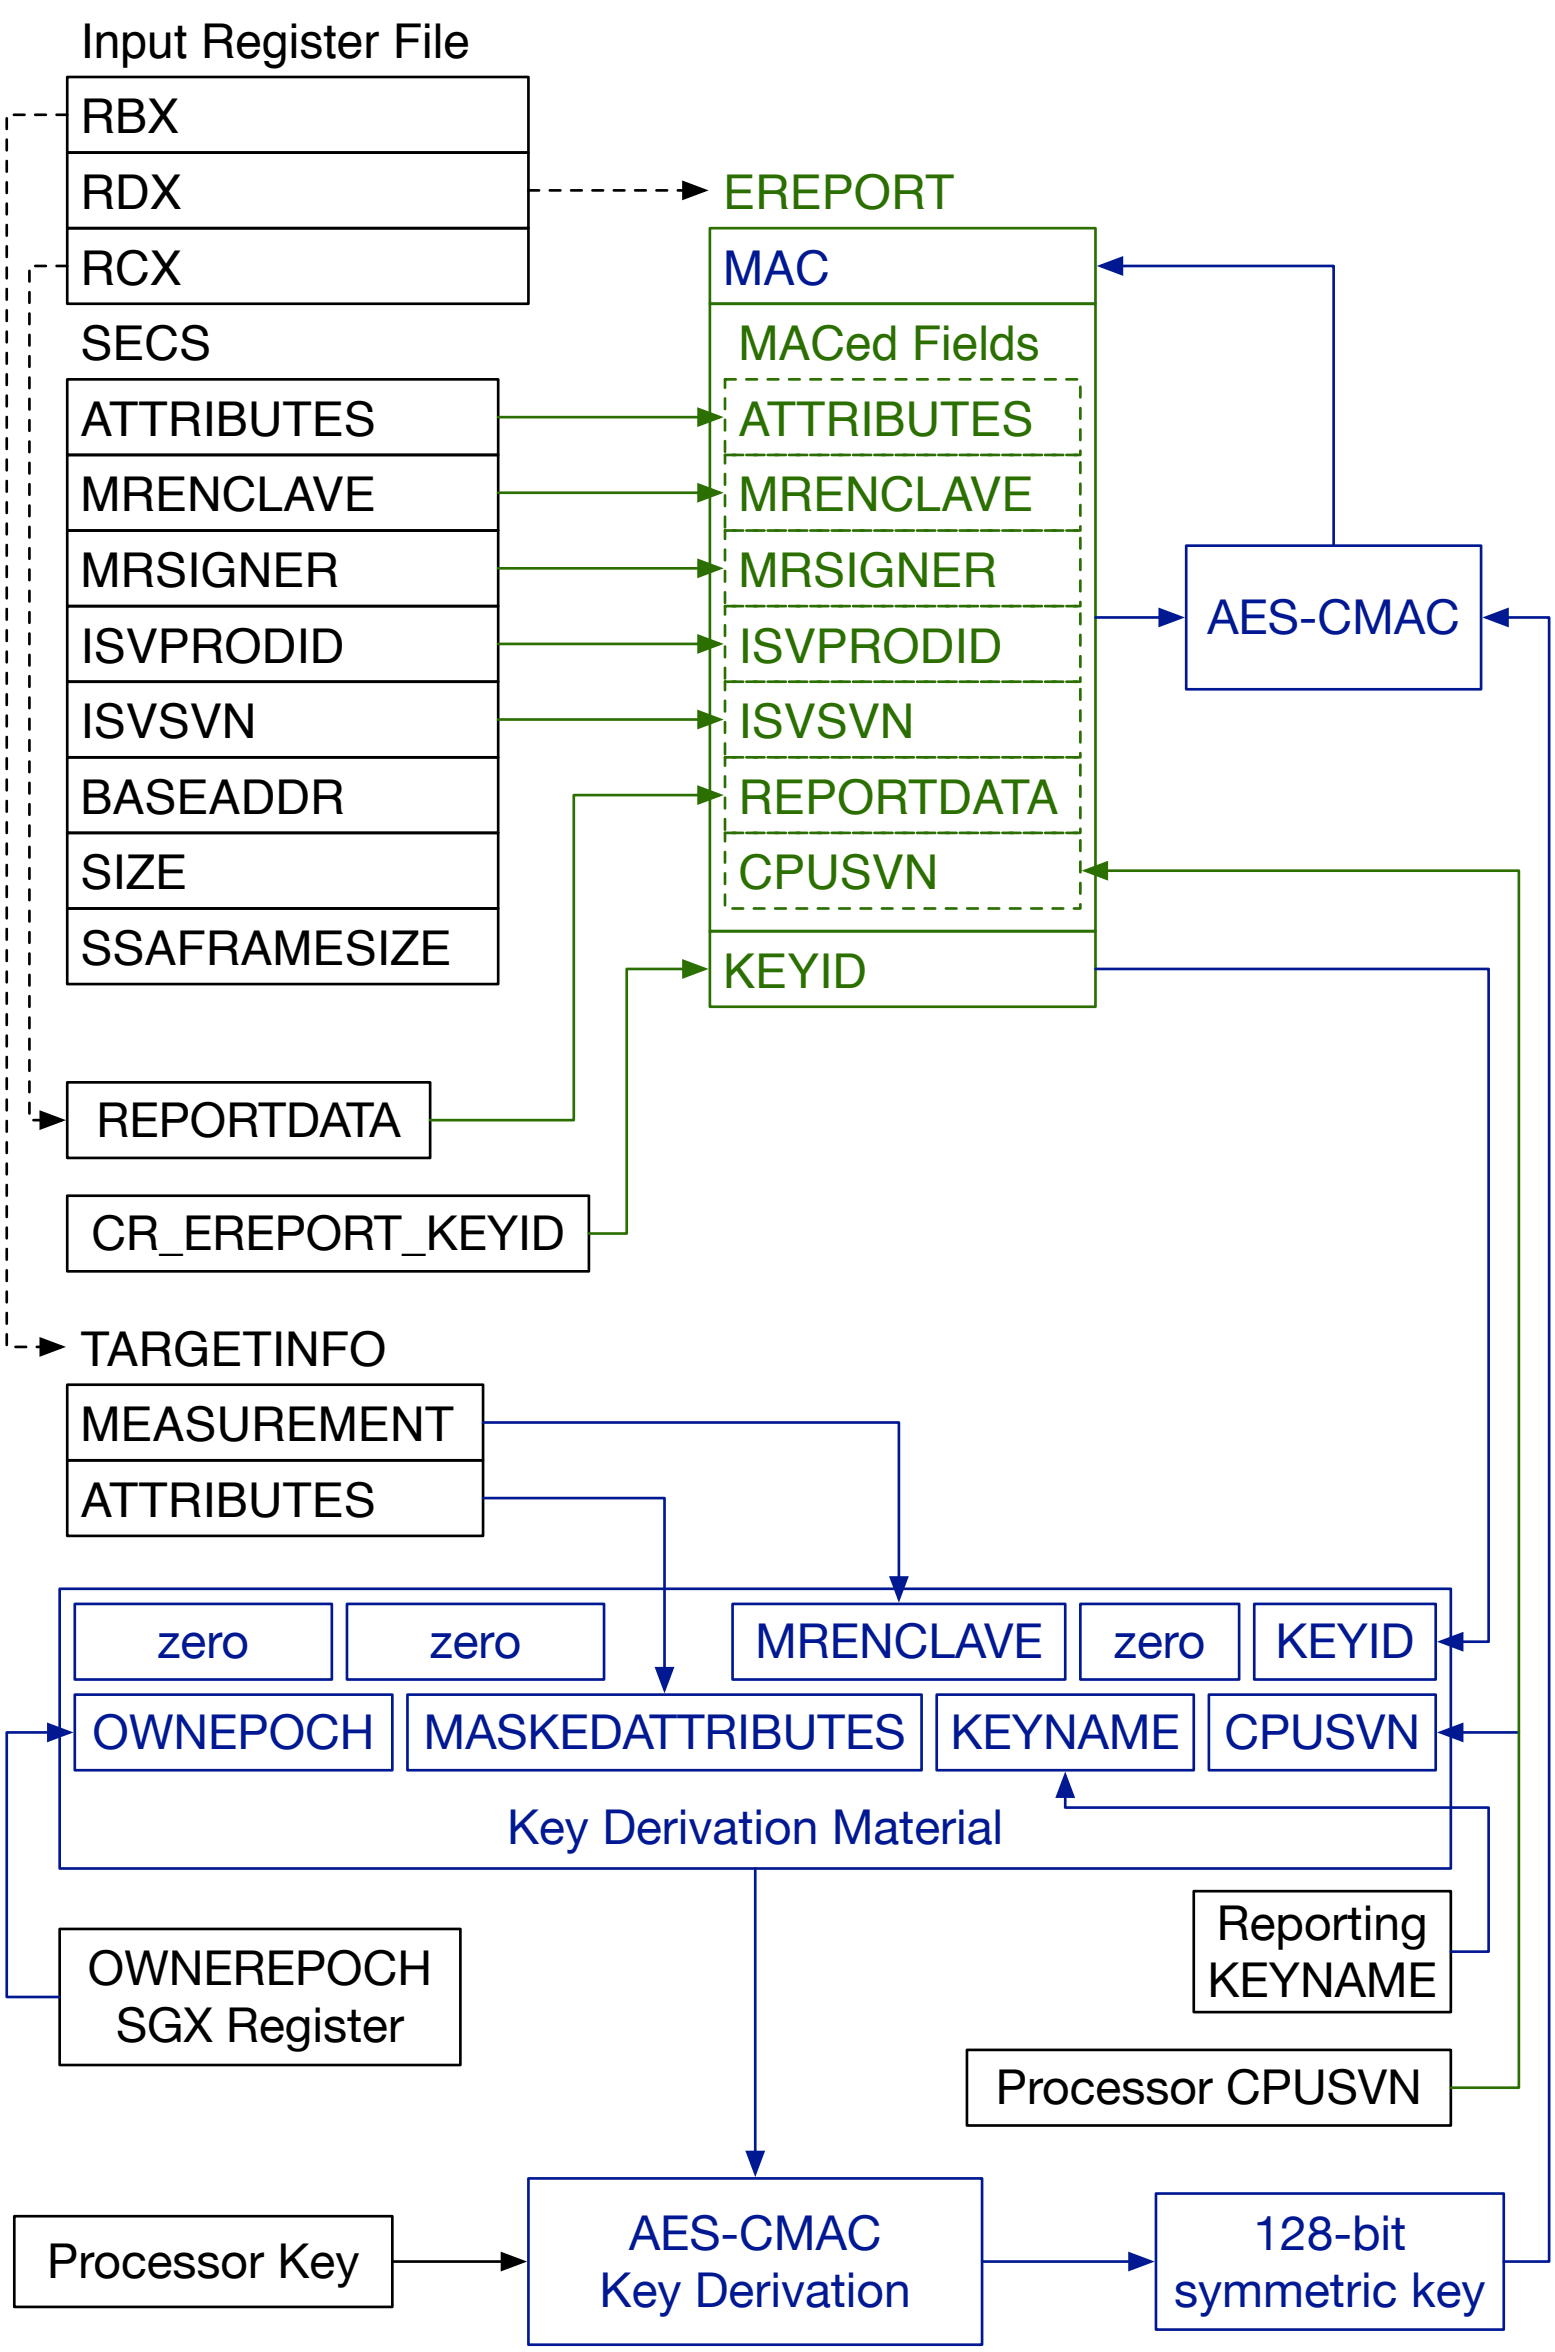 Input Register File
RBX
RDX
RCX
SECS
ATTRIBUTES
MRENCLAVE
MRSIGNER
ISVPRODID
ISVSVN
BASEADDR
SIZE
SSAFRAMESIZE
EREPORT
MAC
MACed Fields
ATTRIBUTES
MRENCLAVE
MRSIGNER
ISVPRODID
ISVSVN
REPORTDATA
CPUSVN
KEYID
AES-CMAC
REPORTDATA
CR_EREPORT_KEYID
TARGETINFO
MEASUREMENT
ATTRIBUTES
zero
zero
MRENCLAVE
zero
KEYID
OWNEPOCH
MASKEDATTRIBUTES
KEYNAME
CPUSVN
Key Derivation Material
OWNEREPOCH
SGX Register
Reporting
KEYNAME
Processor CPUSVN
Processor Key
AES-CMAC
Key Derivation
128-bit
symmetric key